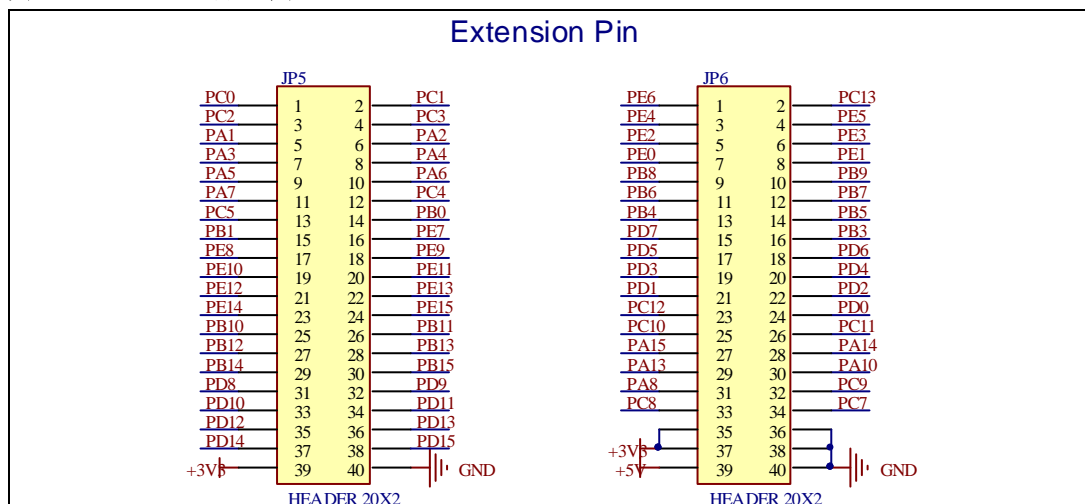 Extension Pin
JP5 JP6
PC0 1 2 PC1 PE6 1 2 PC13
PC2 3 4 PC3 PE4 3 4 PE5
PA1 5 6 PA2 PE2 5 6 PE3
PA3 7 8 PA4 PE0 7 8 PE1
PA5 9 10 PA6 PB8 9 10 PB9
PA7 11 12 PC4 PB6 11 12 PB7
PC5 13 14 PB0 PB4 13 14 PB5
PB1 15 16 PE7 PD7 15 16 PB3
PE8 17 18 PE9 PD5 17 18 PD6
PE10 19 20 PE11 PD3 19 20 PD4
PE12 21 22 PE13 PD1 21 22 PD2
PE14 23 24 PE15 PC12 23 24 PD0
PB10 25 26 PB11 PC10 25 26 PC11
PB12 27 28 PB13 PA15 27 28 PA14
PB14 29 30 PB15 PA13 29 30 PA10
PD8 31 32 PD9 PA8 31 32 PC9
PD10 33 34 PD11 PC8 33 34 PC7
PD12 35 36 PD13 35 36
PD14 37 38 PD15 +3V3 37 38
+3V3 39 40 GND +5V 39 40 GND
HEADER 20X2 HEADER 20X2